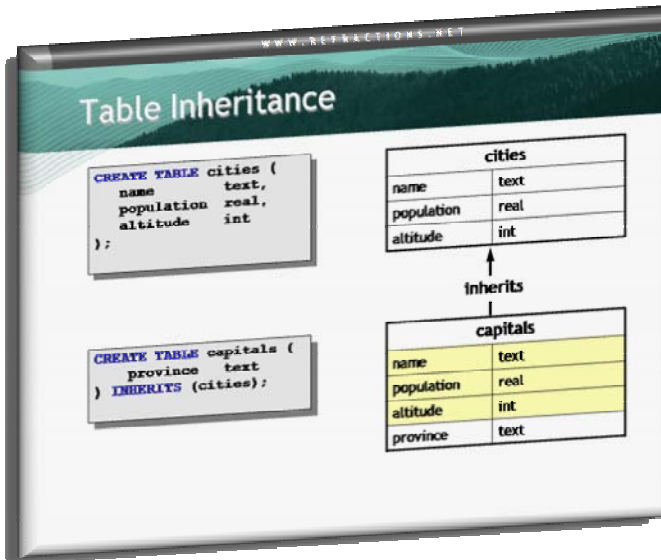 WWW.REFRACTIONS.NET
Table Inheritance
CREATE TABLE cities (
name text,
population real,
altitude int
);
cities
name text
population real
altitude int
inherits
CREATE TABLE capitals (
province text
) INHERITS (cities);
capitals
name text
population real
altitude int
province text